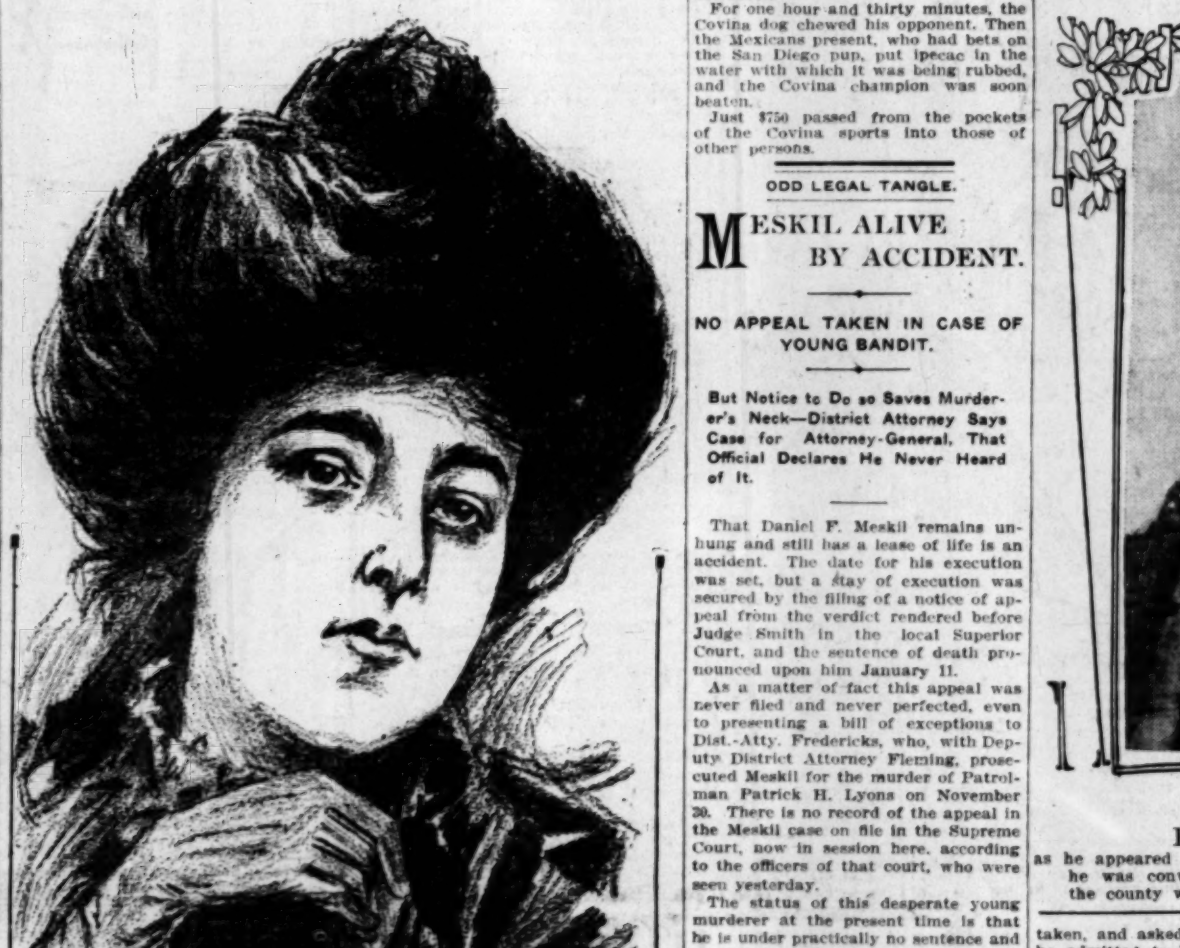 For one hour and thirty minutes, the
Covina dog chewed his opponent. Then
the Mexicans present, who had bets on
the San Diego pup, put ipecac in the
water with which it was being rubbed,
and the Covina champion was soon
beaten.
Just $750 passed from the pockets
of the Covina sports into those of
other persons.
ODD LEGAL TANGLE.
MESKIL ALIVE
BY ACCIDENT.
NO APPEAL TAKEN IN CASE OF
YOUNG BANDIT.
But Notice to Do so Saves Murder-
er's Neck—District Attorney Says
Case for Attorney-General, That
Official Declares He Never Heard
of It.
That Daniel F. Meskil remains un-
hung and still has a lease of life is an
accident. The date for his execution
was set, but a stay of execution was
secured by the filing of a notice of ap-
peal from the verdict rendered before
Judge Smith in the local Superior
Court, and the sentence of death pro-
nounced upon him January 11.
As a matter of fact this appeal was
never filed and never perfected, even
to presenting a bill of exceptions to
Dist.-Atty. Fredericks, who, with Dep-
uty District Attorney Fleming, prose-
cuted Meskil for the murder of Patrol-
man Patrick H. Lyons on November
30. There is no record of the appeal in
the Meskil case on file in the Supreme
Court, now in session here, according
to the officers of that court, who were
seen yesterday.
The status of this desperate young
murderer at the present time is that
he is under practically no sentence and
as he appeared
he was
the county
taken, and asked